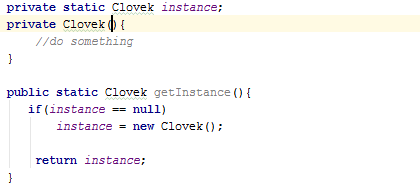 private static Clovek instance;
private Clovek(){
//do something
}
public static Clovek getInstance(){
if(instance == null)
instance = new Clovek();
return instance;
}